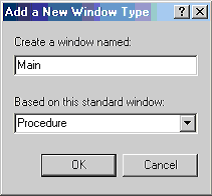 Add a New Window Type
Create a window named:
Main
Based on this standard window:
Procedure
OK
Cancel